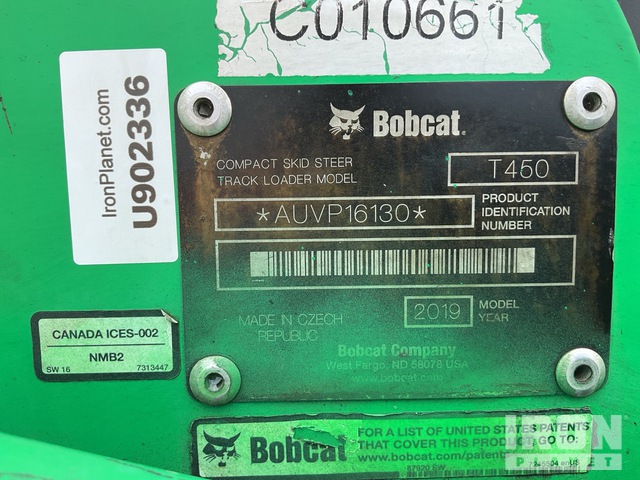 C010661
IronPlanet.com
U902336
Bobcat.
COMPACT SKID STEER
TRACK LOADER MODEL
T450
*AUVP16130*
PRODUCT
IDENTIFICATION
NUMBER
MADE IN CZECH
REPUBLIC
2019
MODEL
YEAR
Bobcat Company
West Fargo, ND 58078 USA
www.bobcat.com
CANADA ICES-002
NMB2
SW 16
7313447
Bobcat
FOR A LIST OF UNITED STATES PATENTS
THAT COVER THIS PRODUCT, GO TO:
www.bobcat.com/patents
7245504 enUS
IRON
PLANET